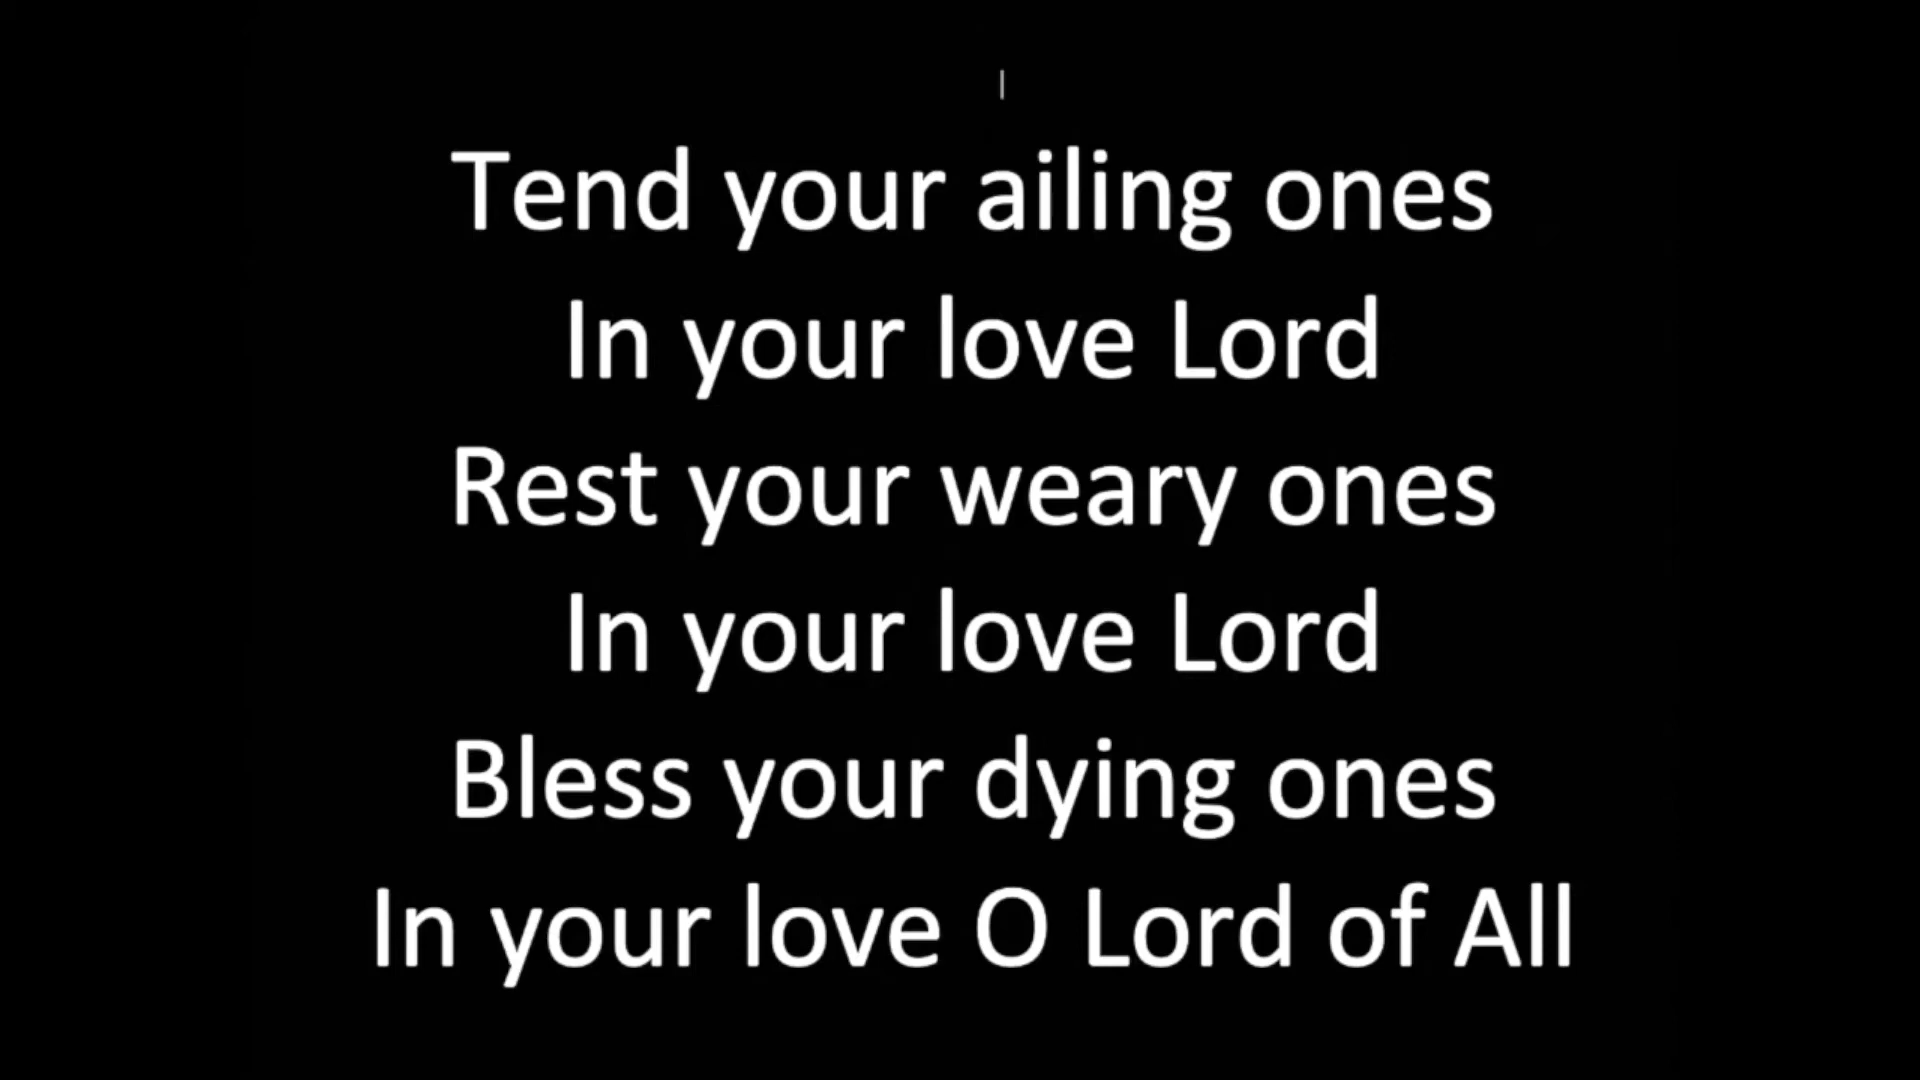 Tend your ailing ones
In your love Lord
Rest your weary ones
In your love Lord
Bless your dying ones
In your love O Lord of All